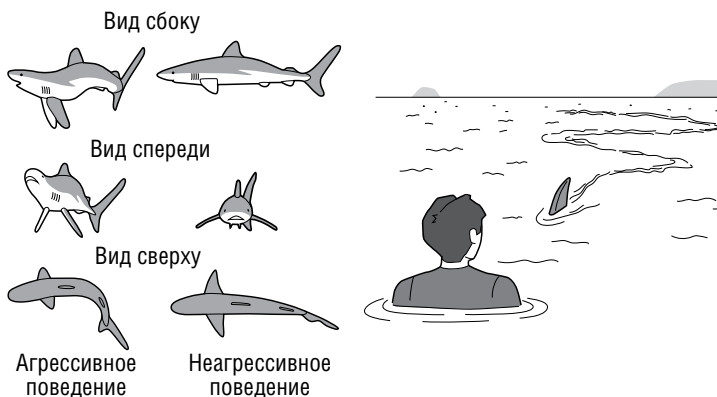 Вид сбоку
Вид спереди
Вид сверху
Агрессивное
поведение
Неагрессивное
поведение